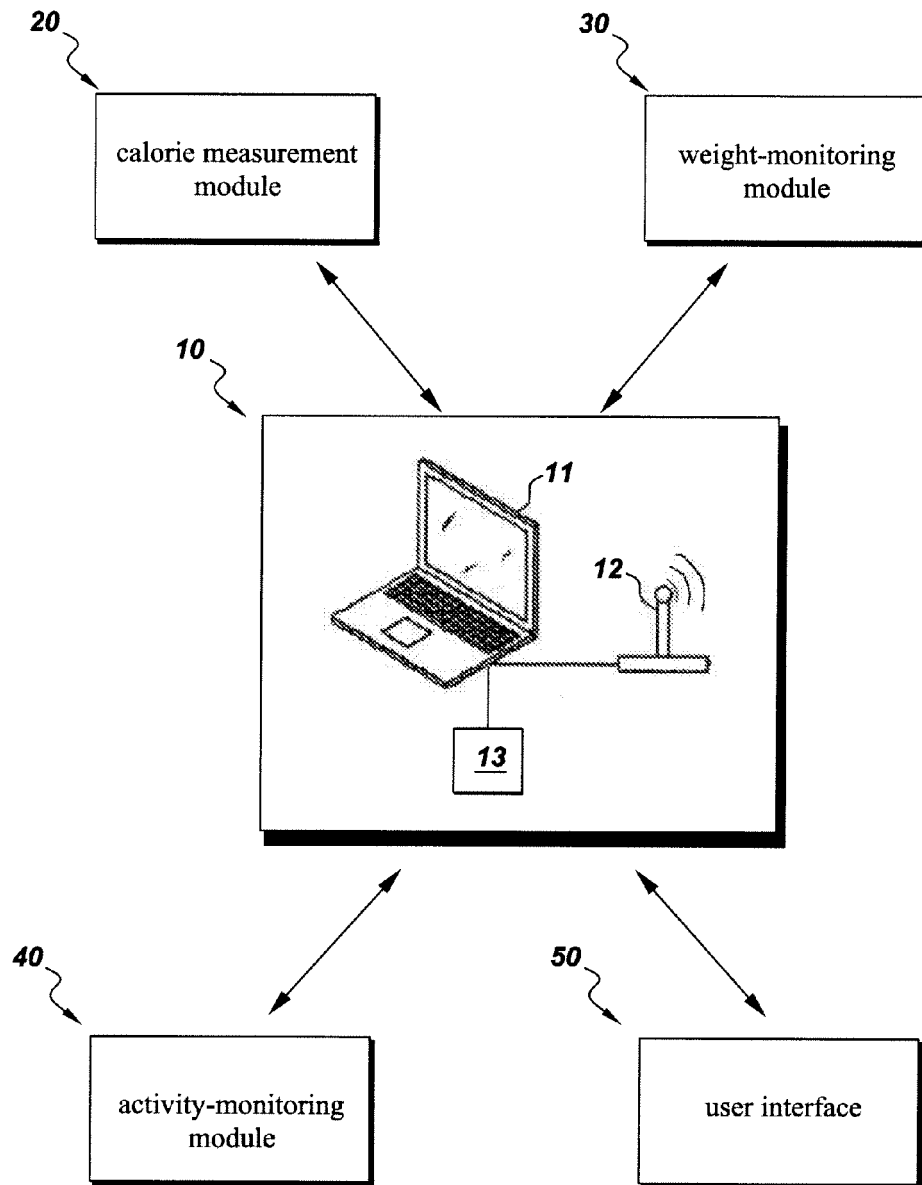 20
30
calorie measurement
module
weight-monitoring
module
10
11
12
13
40
50
activity-monitoring
module
user interface